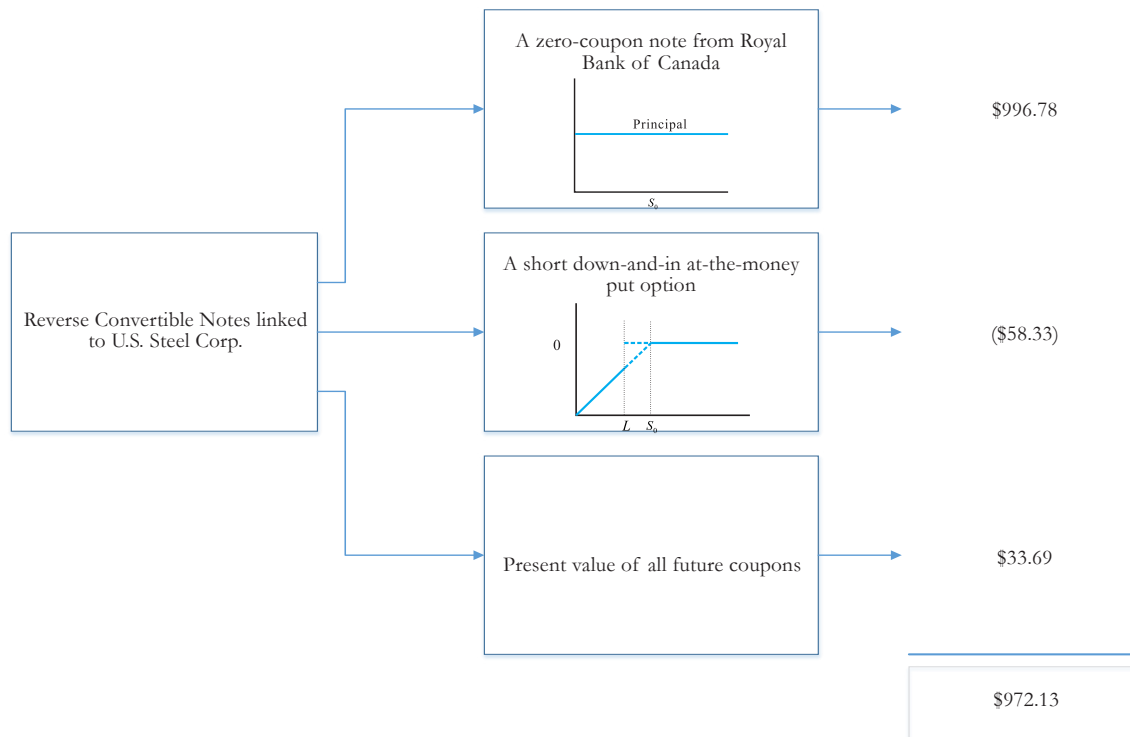 A zero-coupon note from Royal
Bank of Canada
Principal
S₀
$996.78
Reverse Convertible Notes linked
to U.S. Steel Corp.
A short down-and-in at-the-money
put option
0
L S₀
($58.33)
Present value of all future coupons
$33.69
$972.13